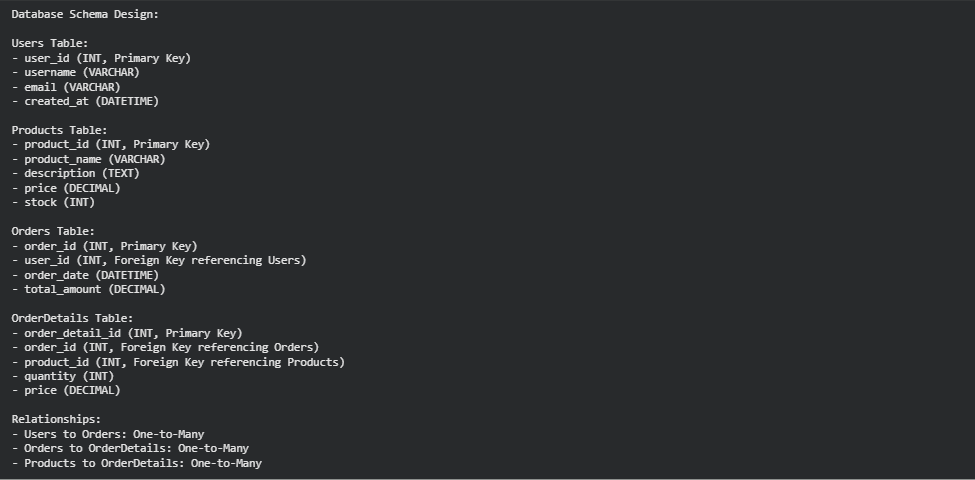 Database Schema Design:
Users Table:
- user_id (INT, Primary Key)
- username (VARCHAR)
- email (VARCHAR)
- created_at (DATETIME)
Products Table:
- product_id (INT, Primary Key)
- product_name (VARCHAR)
- description (TEXT)
- price (DECIMAL)
- stock (INT)
Orders Table:
- order_id (INT, Primary Key)
- user_id (INT, Foreign Key referencing Users)
- order_date (DATETIME)
- total_amount (DECIMAL)
OrderDetails Table:
- order_detail_id (INT, Primary Key)
- order_id (INT, Foreign Key referencing Orders)
- product_id (INT, Foreign Key referencing Products)
- quantity (INT)
- price (DECIMAL)
Relationships:
- Users to Orders: One-to-Many
- Orders to OrderDetails: One-to-Many
- Products to OrderDetails: One-to-Many